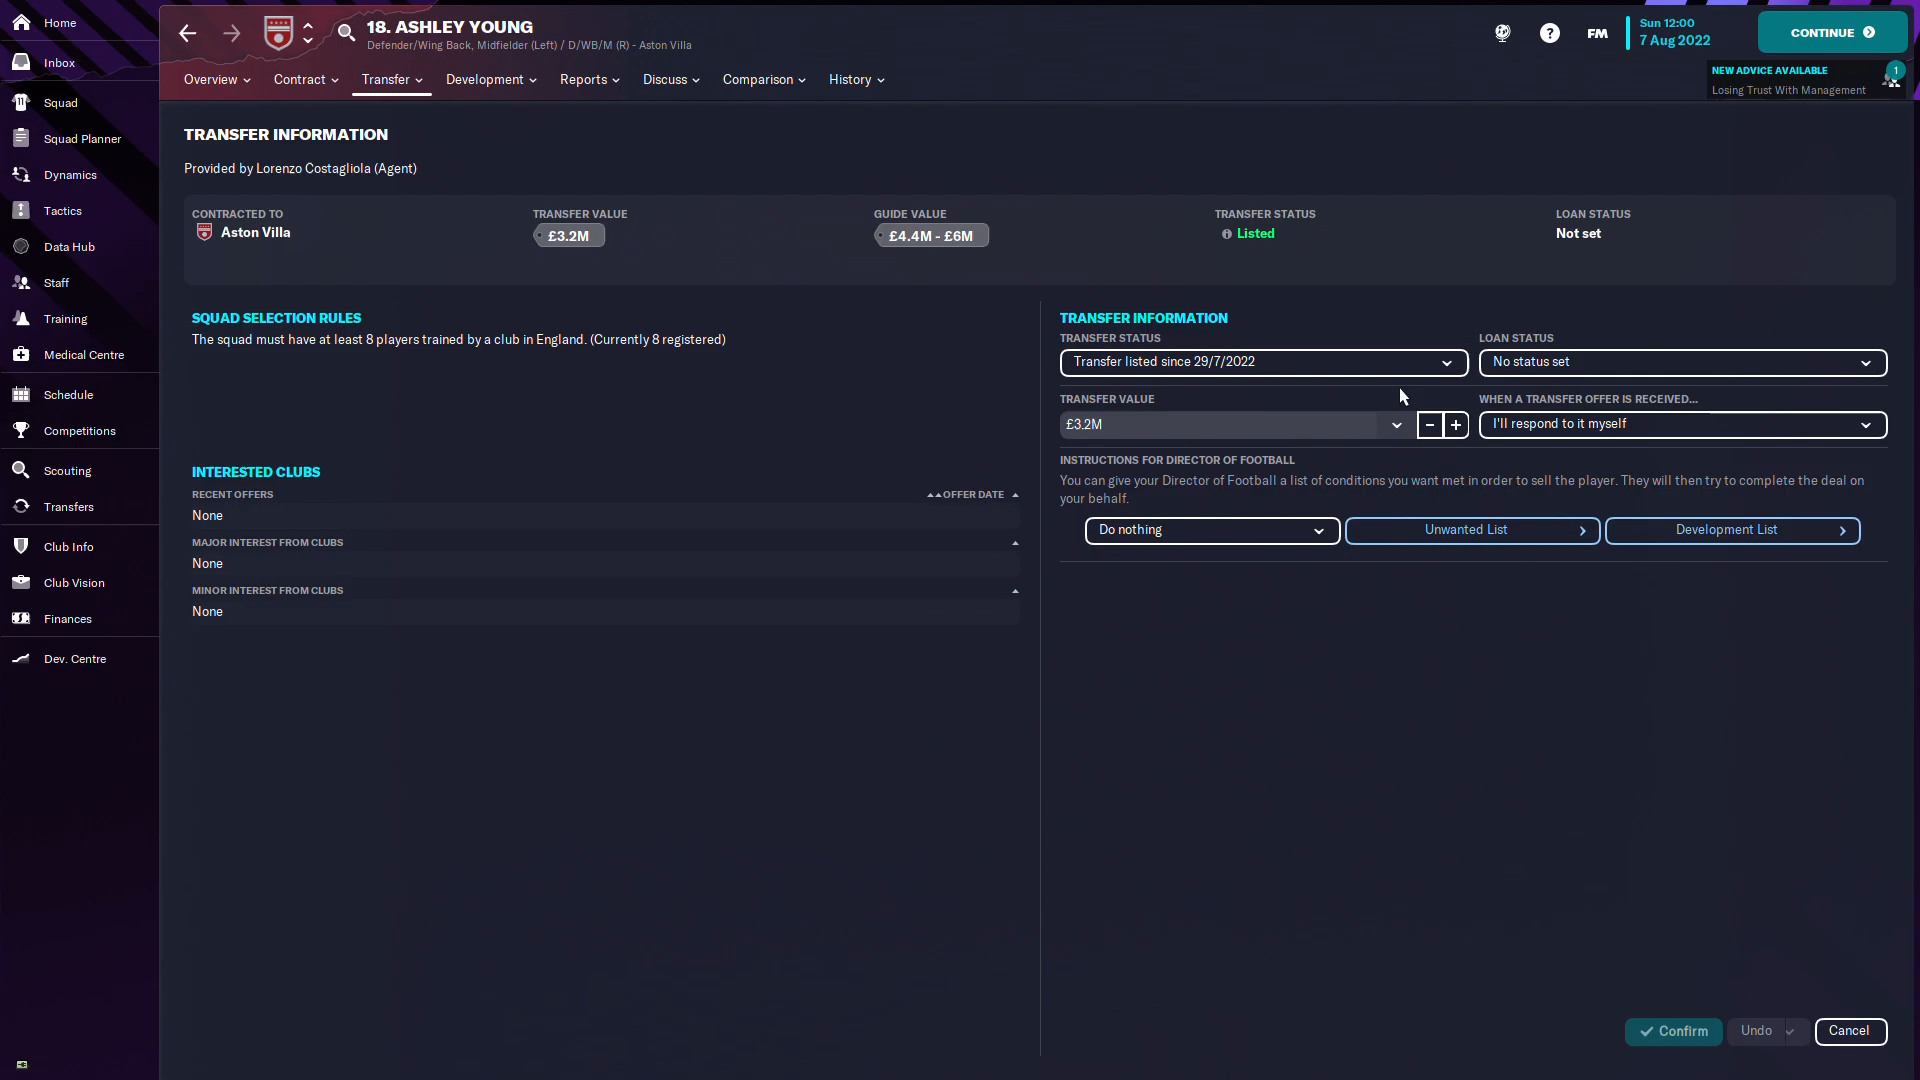 Home
Inbox
Squad
Squad Planner
Dynamics
Tactics
Data Hub
Staff
Training
Medical Centre
Schedule
Competitions
Scouting
Transfers
Club Info
Club Vision
Finances
Dev. Centre
18. ASHLEY YOUNG
Defender/Wing Back, Midfielder (Left) / D/WB/M (R) - Aston Villa
FM
Sun 12:00
7 Aug 2022
CONTINUE
Overview
Contract
Transfer
Development
Reports
Discuss
Comparison
History
NEW ADVICE AVAILABLE
1
Losing Trust With Management
TRANSFER INFORMATION
Provided by Lorenzo Costagliola (Agent)
CONTRACTED TO
Aston Villa
TRANSFER VALUE
£3.2M
GUIDE VALUE
£4.4M - £6M
TRANSFER STATUS
Listed
LOAN STATUS
Not set
SQUAD SELECTION RULES
The squad must have at least 8 players trained by a club in England. (Currently 8 registered)
INTERESTED CLUBS
RECENT OFFERS
OFFER DATE
None
MAJOR INTEREST FROM CLUBS
None
MINOR INTEREST FROM CLUBS
None
TRANSFER INFORMATION
TRANSFER STATUS
Transfer listed since 29/7/2022
LOAN STATUS
No status set
TRANSFER VALUE
£3.2M
WHEN A TRANSFER OFFER IS RECEIVED...
I'll respond to it myself
INSTRUCTIONS FOR DIRECTOR OF FOOTBALL
You can give your Director of Football a list of conditions you want met in order to sell the player. They will then try to complete the deal on
your behalf.
Do nothing
Unwanted List
Development List
Confirm
Undo
Cancel